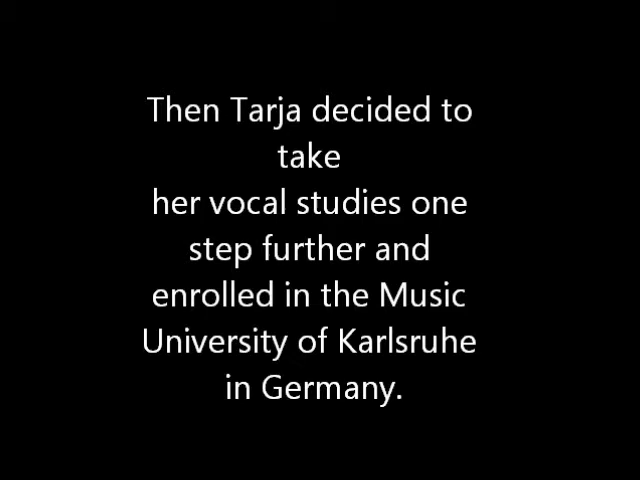 Then Tarja decided to
take
her vocal studies one
step further and
enrolled in the Music
University of Karlsruhe
in Germany.